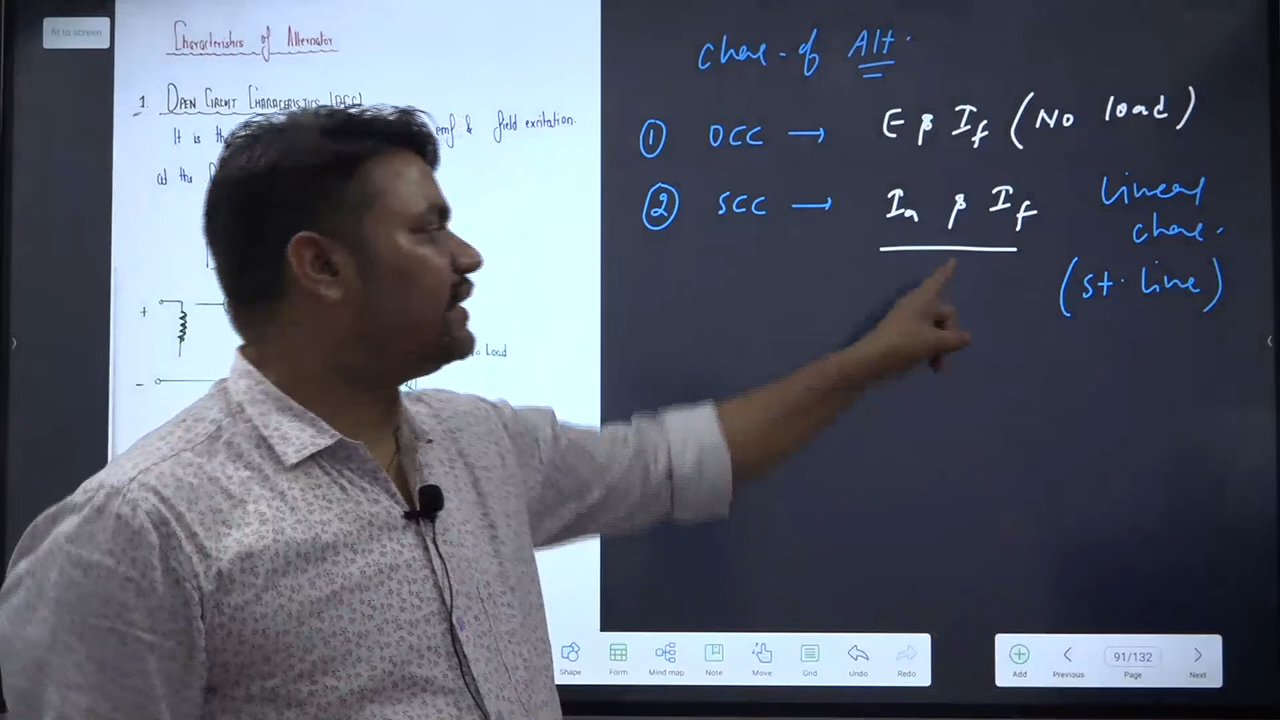 fit to screen
Characteristics of Alternator
1. OPEN CIRCUIT CHARACTERISTICS (OCC)
It is the emf & field excitation.
at the
+
-
Load
Char. of Alt.
① OCC → E & If (No load)
② SCC → Ia & If
Linear
char.
(st. line)
Shape
Form
Mind map
Note
Move
Grid
Undo
Redo
Add
Previous
91/132
Page
Next